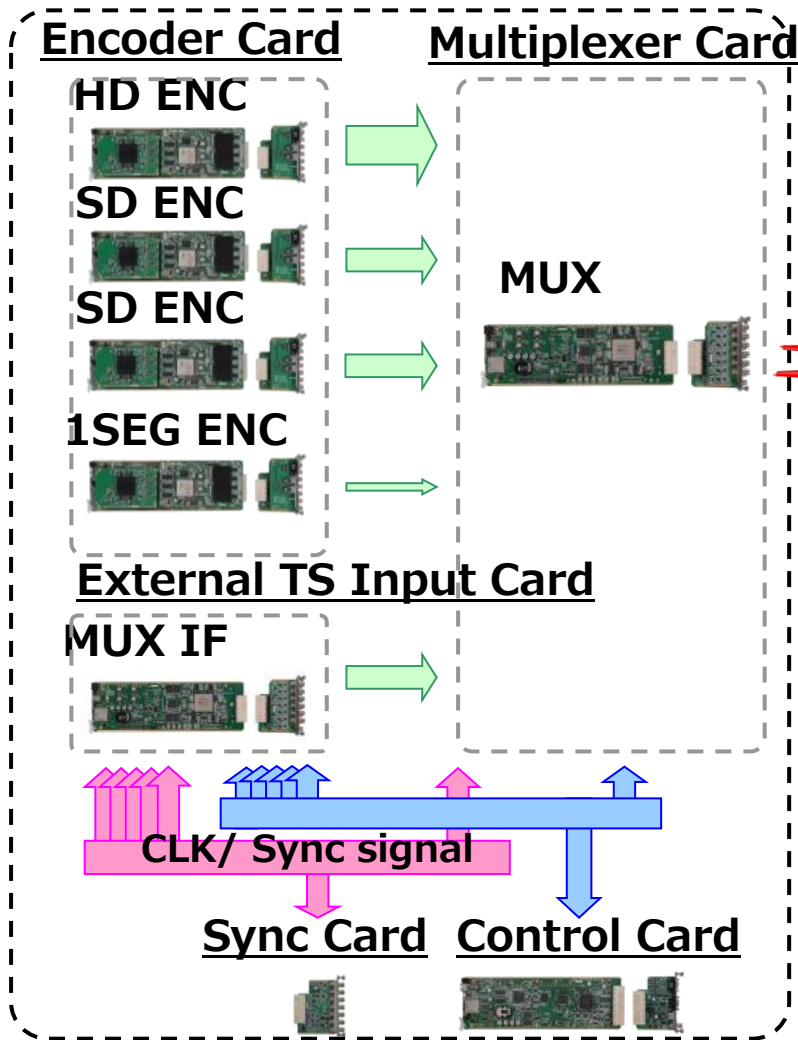 Encoder Card
Multiplexer Card
HD ENC
SD ENC
SD ENC
1SEG ENC
MUX
External TS Input Card
MUX IF
CLK/ Sync signal
Sync Card
Control Card